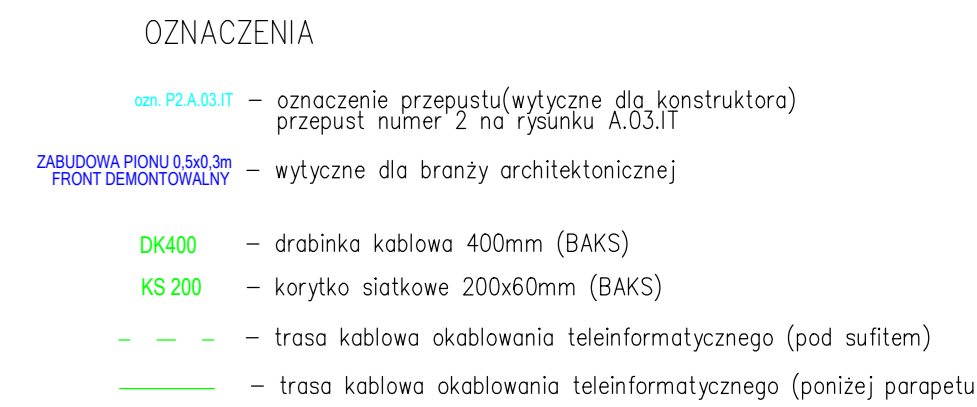 OZNACZENIA
ozn. P2.A.03.IT – oznaczenie przepustu(wytyczne dla konstruktora)
przepust numer 2 na rysunku A.03.IT
ZABUDOWA PIONU 0,5x0,3m
FRONT DEMONTOWALNY – wytyczne dla branży architektonicznej
DK400 – drabinka kablowa 400mm (BAKS)
KS 200 – korytko siatkowe 200x60mm (BAKS)
– trasa kablowa okablowania teleinformatycznego (pod sufitem)
– trasa kablowa okablowania teleinformatycznego (poniżej parapetu